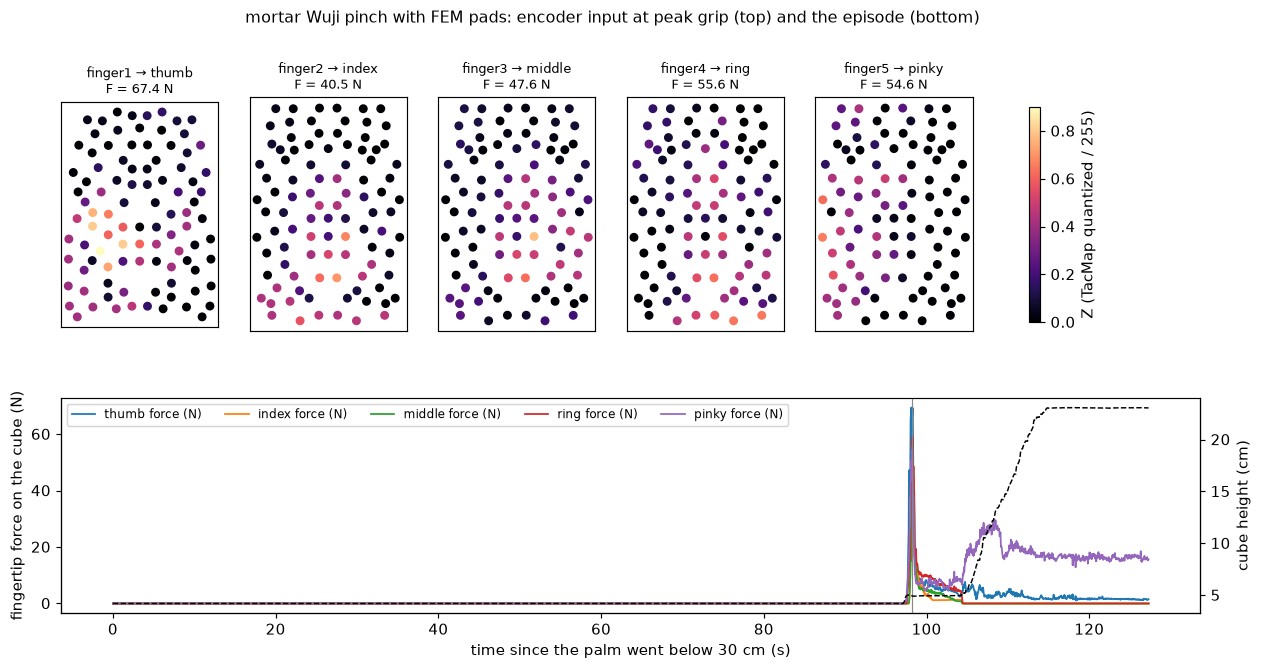 mortar Wuji pinch with FEM pads: encoder input at peak grip (top) and the episode (bottom)
finger1 → thumb
F = 67.4 N
finger2 → index
F = 40.5 N
finger3 → middle
F = 47.6 N
finger4 → ring
F = 55.6 N
finger5 → pinky
F = 54.6 N
0.8
0.6
0.4
0.2
0.0
Z (TacMap quantized / 255)
thumb force (N)
index force (N)
middle force (N)
ring force (N)
pinky force (N)
fingertip force on the cube (N)
60
40
20
0
20
15
10
5
cube height (cm)
0
20
40
60
80
100
120
time since the palm went below 30 cm (s)